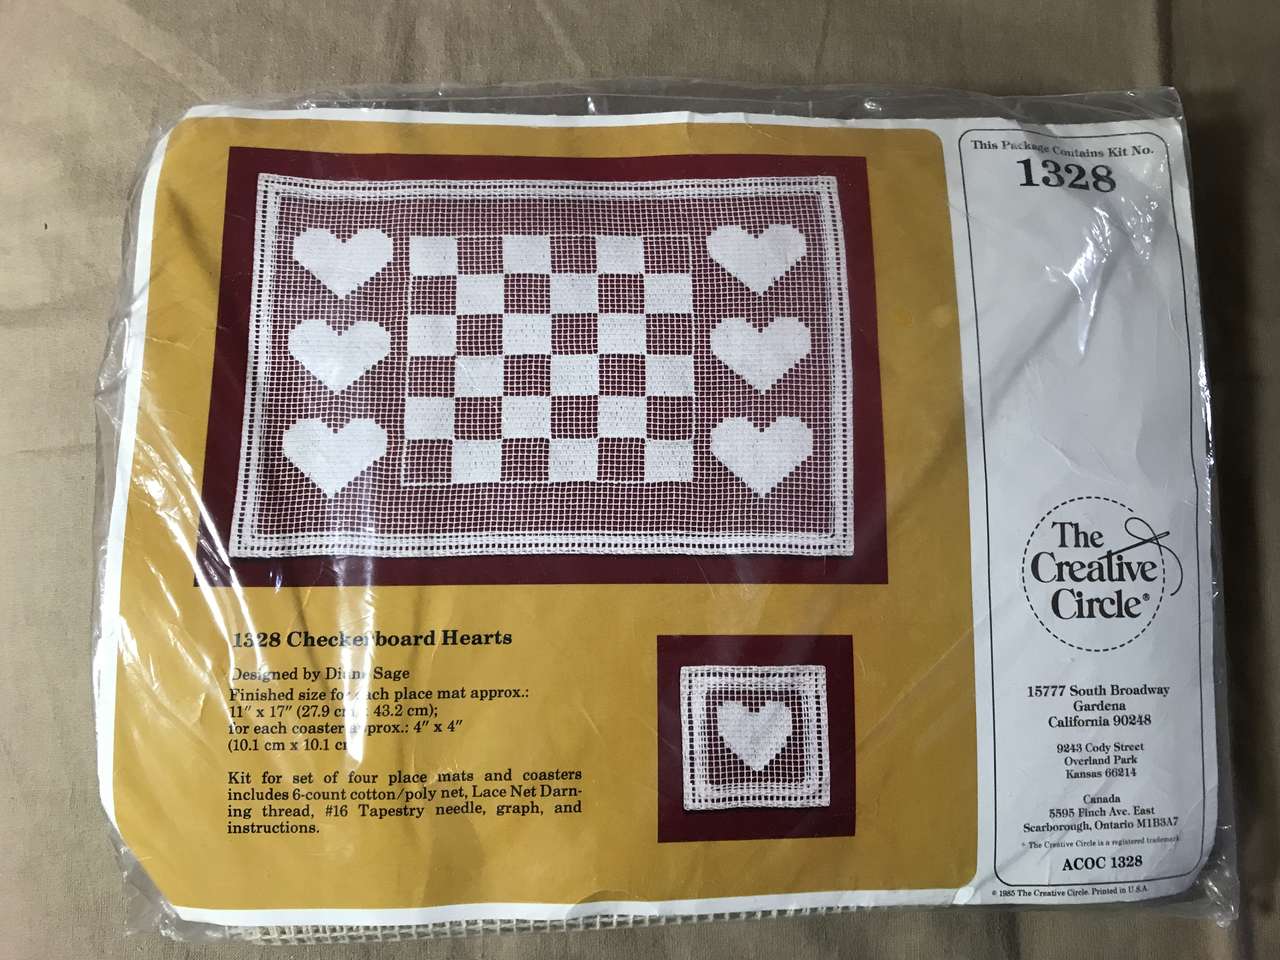 This Package Contains Kit No.
1328
1328 Checkerboard Hearts
Designed by Diane Sage
Finished size for each place mat approx.:
11" x 17" (27.9 cm x 43.2 cm);
for each coaster approx.: 4" x 4"
(10.1 cm x 10.1 cm)
Kit for set of four place mats and coasters
includes 6-count cotton/poly net, Lace Net Darn-
ing thread, #16 Tapestry needle, graph, and
instructions.
The
Creative
Circle®
15777 South Broadway
Gardena
California 90248
9243 Cody Street
Overland Park
Kansas 66214
Canada
5595 Finch Ave. East
Scarborough, Ontario M1B3A7
* The Creative Circle is a registered trademark
ACOC 1328
© 1985 The Creative Circle. Printed in U.S.A.